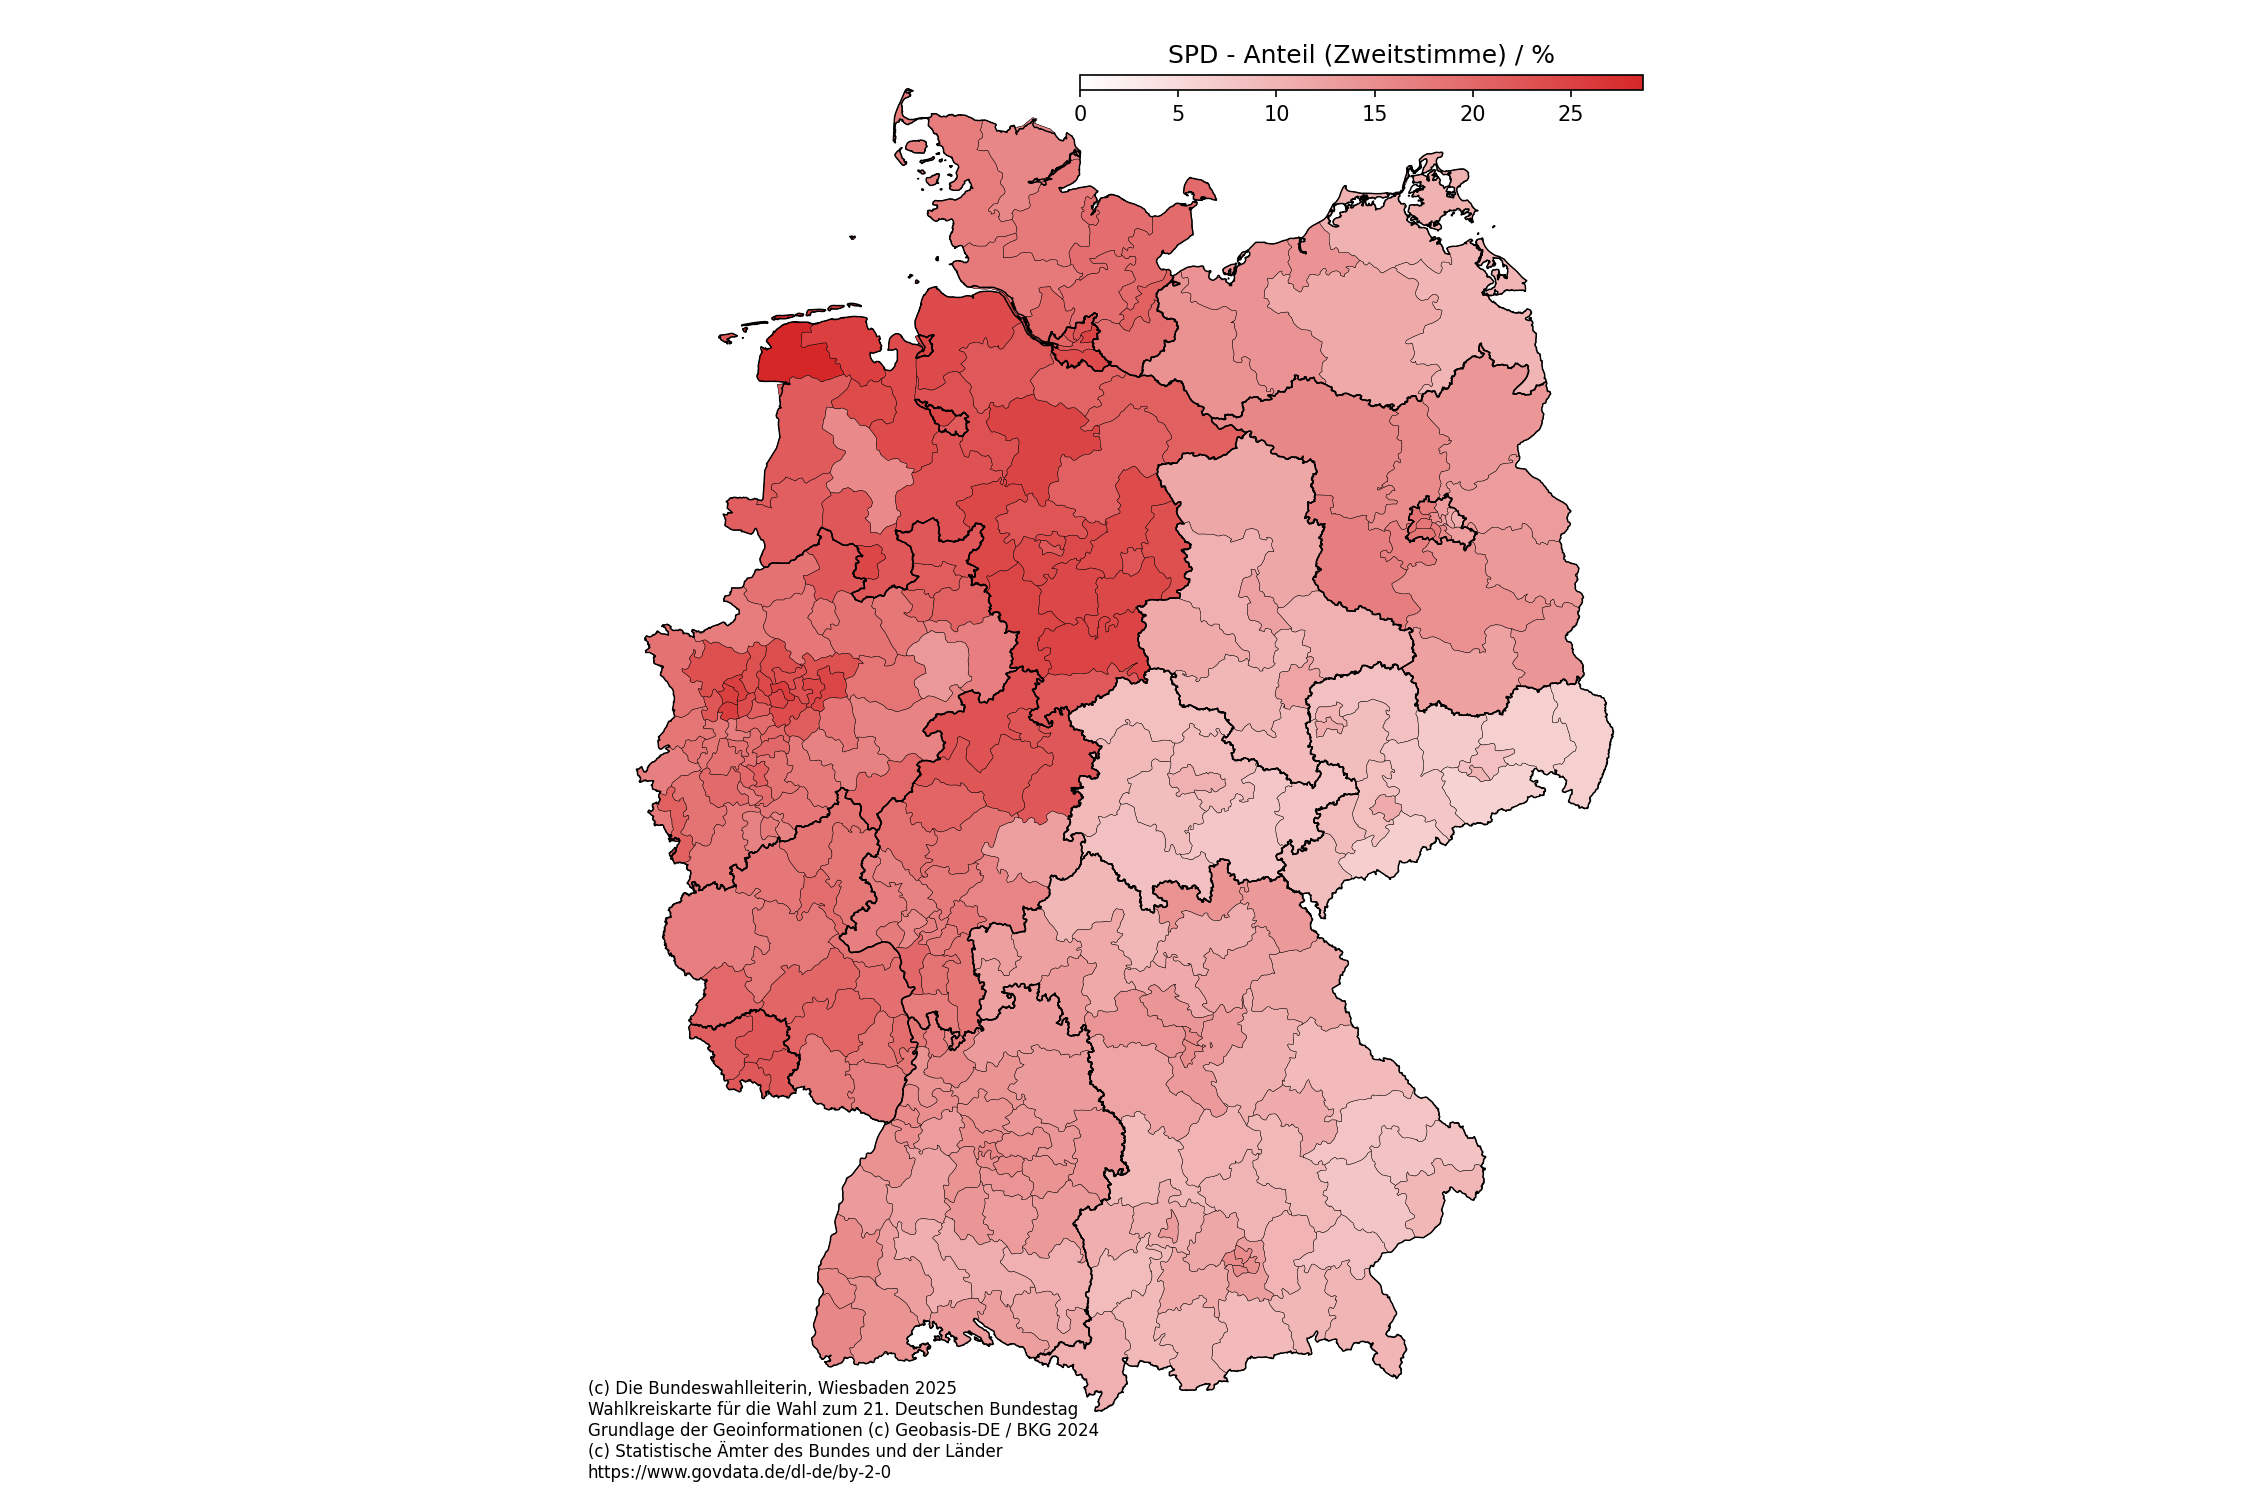 SPD - Anteil (Zweitstimme) / %
0 5 10 15 20 25
(c) Die Bundeswahlleiterin, Wiesbaden 2025
Wahlkreiskarte für die Wahl zum 21. Deutschen Bundestag
Grundlage der Geoinformationen (c) Geobasis-DE / BKG 2024
(c) Statistische Ämter des Bundes und der Länder
https://www.govdata.de/dl-de/by-2-0